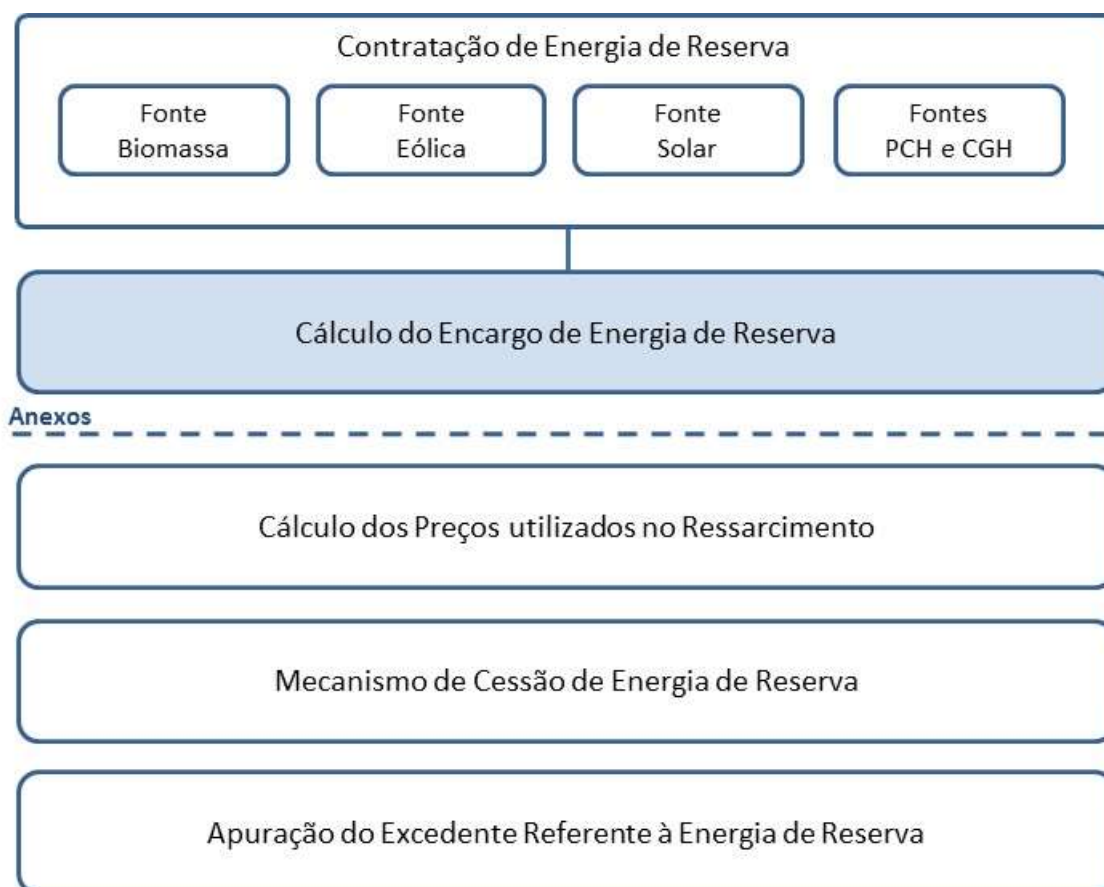 Contratação de Energia de Reserva
Fonte
Biomassa
Fonte
Eólica
Fonte
Solar
Fontes
PCH e CGH
Cálculo do Encargo de Energia de Reserva
Anexos
Cálculo dos Preços utilizados no Ressarcimento
Mecanismo de Cessão de Energia de Reserva
Apuração do Excedente Referente à Energia de Reserva